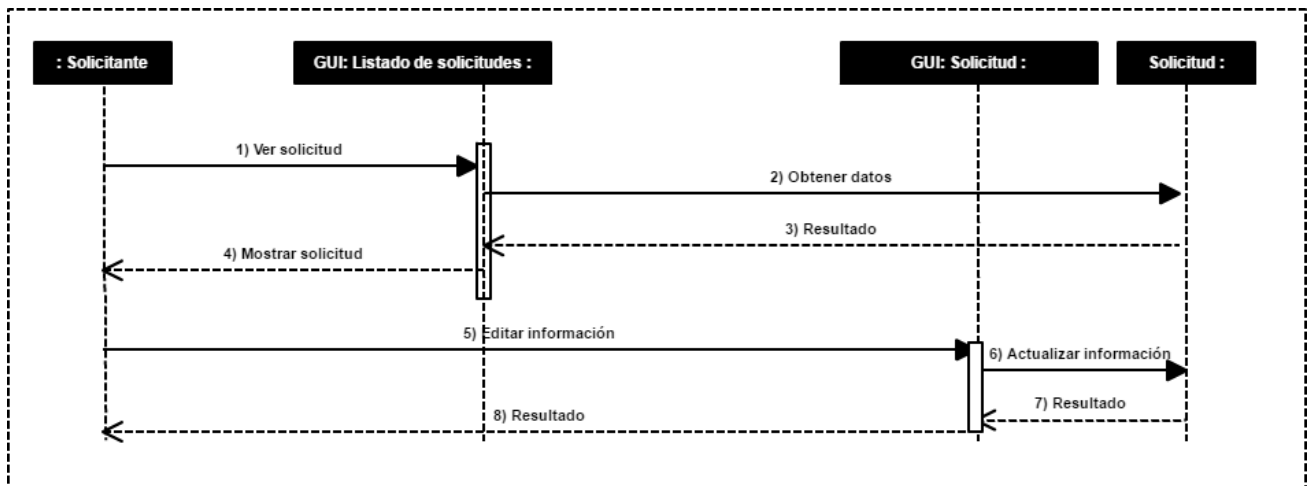 : Solicitante
GUI: Listado de solicitudes :
GUI: Solicitud :
Solicitud :
1) Ver solicitud
2) Obtener datos
3) Resultado
4) Mostrar solicitud
5) Editar información
6) Actualizar información
7) Resultado
8) Resultado